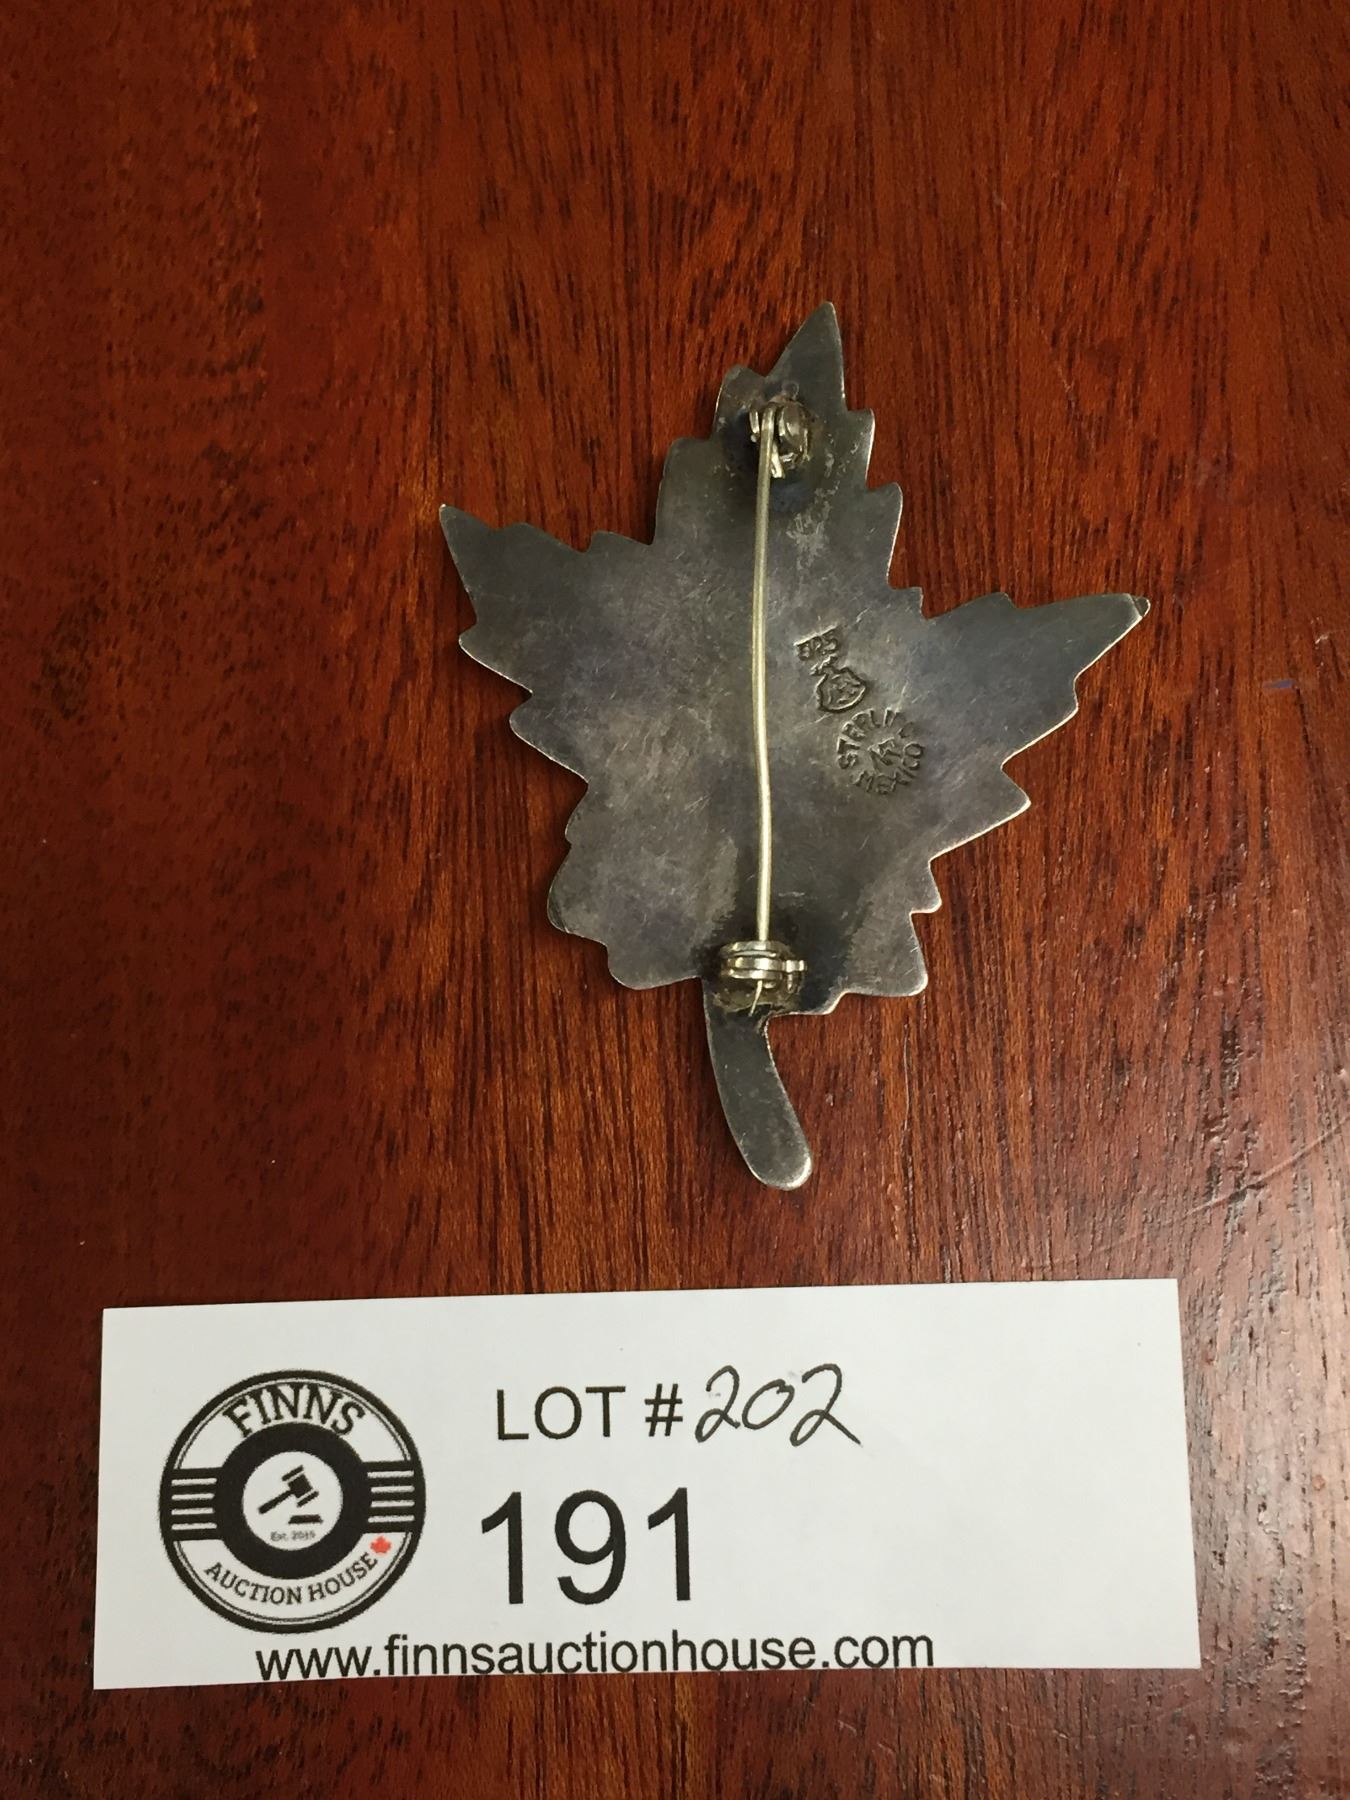 925
STERLING
MEXICO
FINNS
Est. 2015
AUCTION HOUSE
LOT #202
191
www.finnsauctionhouse.com